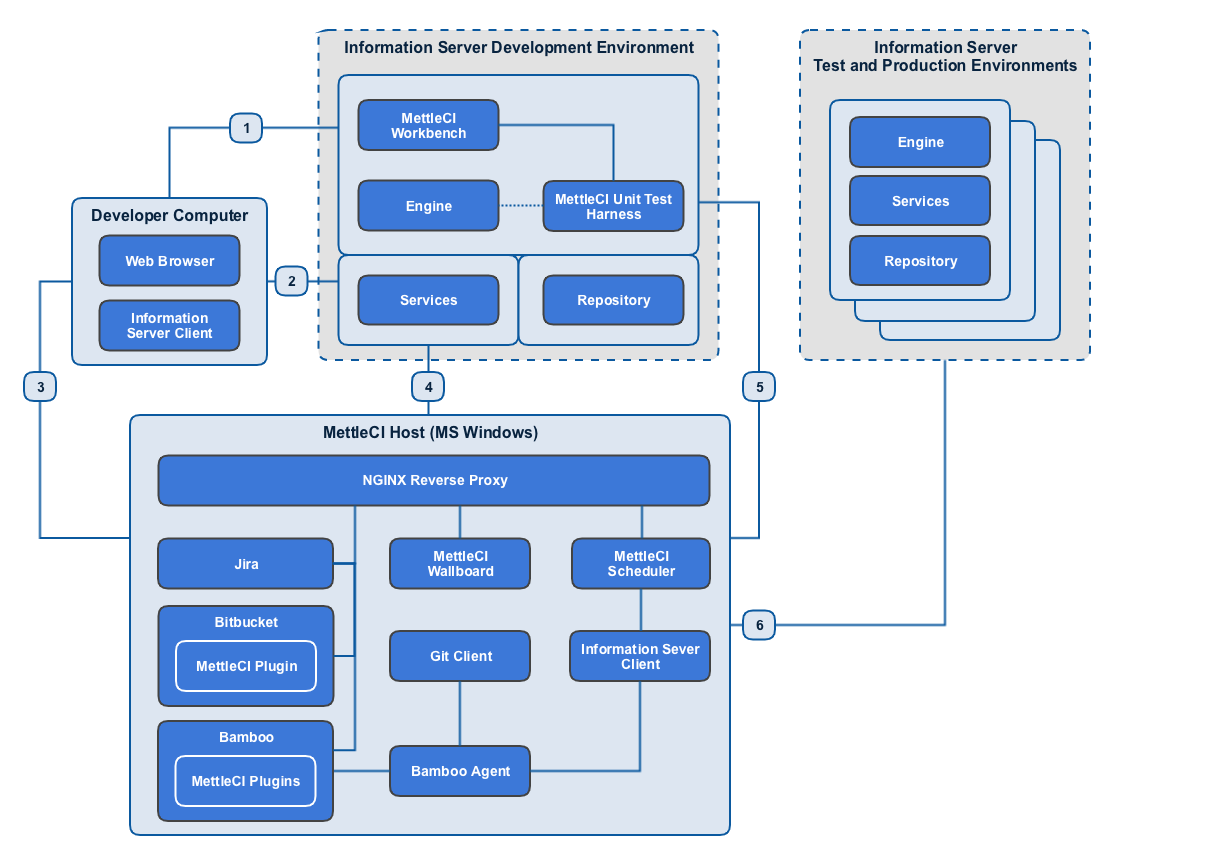 Information Server Development Environment
MettleCI
Workbench
Engine
MettleCI Unit Test
Harness
Services
Repository
Information Server
Test and Production Environments
Engine
Services
Repository
1
Developer Computer
Web Browser
Information
Server Client
2
3
4
5
MettleCI Host (MS Windows)
NGINX Reverse Proxy
Jira
MettleCI
Wallboard
MettleCI
Scheduler
Bitbucket
MettleCI Plugin
Git Client
Information Sever
Client
6
Bamboo
MettleCI Plugins
Bamboo Agent